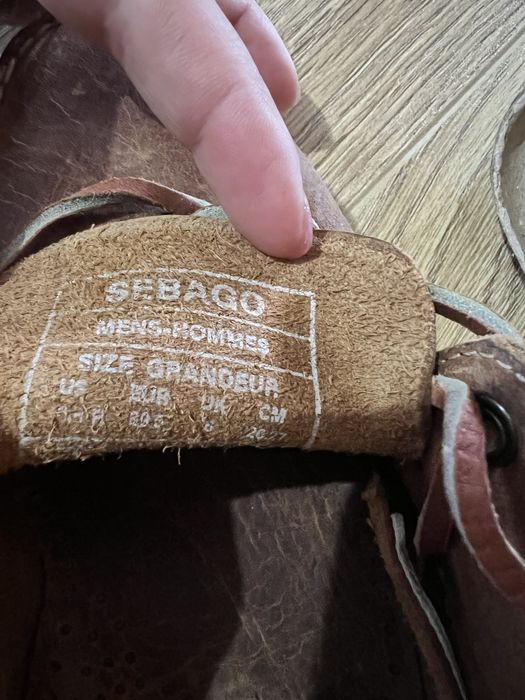 SEBAGO
MENS-HOMMES
SIZE GRANDEUR
US EUR UK CM